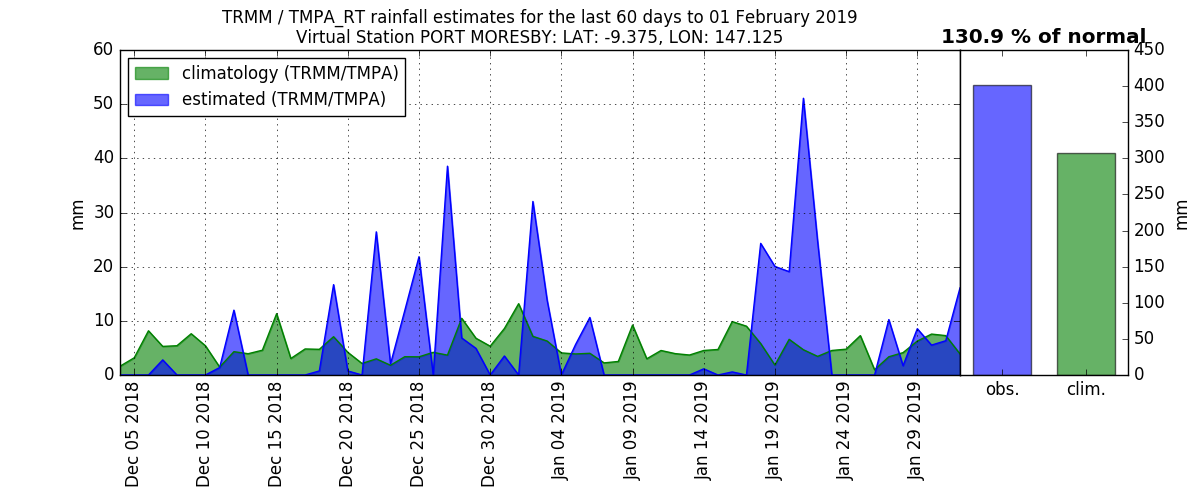 TRMM / TMPA_RT rainfall estimates for the last 60 days to 01 February 2019
Virtual Station PORT MORESBY: LAT: -9.375, LON: 147.125
130.9 % of normal
climatology (TRMM/TMPA)
estimated (TRMM/TMPA)
mm
60
50
40
30
20
10
0
Dec 05 2018
Dec 10 2018
Dec 15 2018
Dec 20 2018
Dec 25 2018
Dec 30 2018
Jan 04 2019
Jan 09 2019
Jan 14 2019
Jan 19 2019
Jan 24 2019
Jan 29 2019
obs.
clim.
450
400
350
300
250
200
150
100
50
0
mm